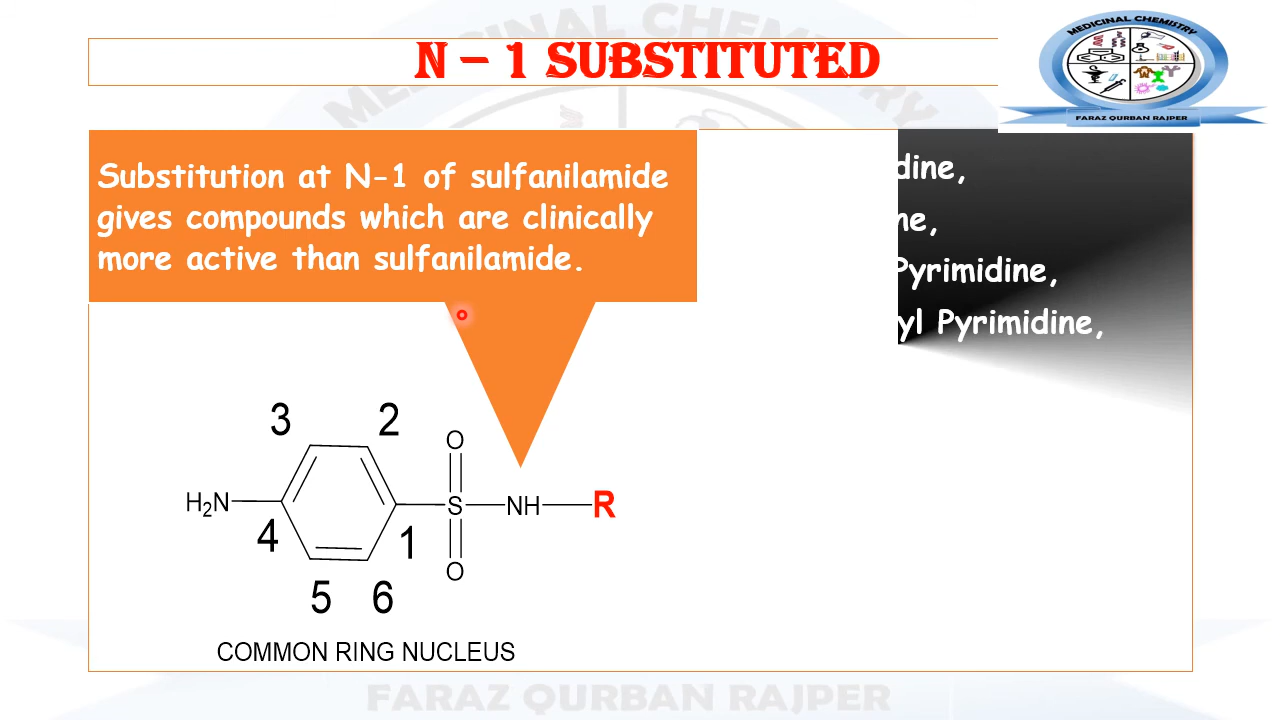 N – 1 SUBSTITUTED
MEDICINAL CHEMISTRY
FARAZ QURBAN RAJPER
Substitution at N-1 of sulfanilamide
gives compounds which are clinically
more active than sulfanilamide.
dine,
ne,
Pyrimidine,
yl Pyrimidine,
3
2
O
H₂N
S
NH
R
4
1
O
5
6
COMMON RING NUCLEUS
MEDICINAL CHEMISTRY
FARAZ QURBAN RAJPER